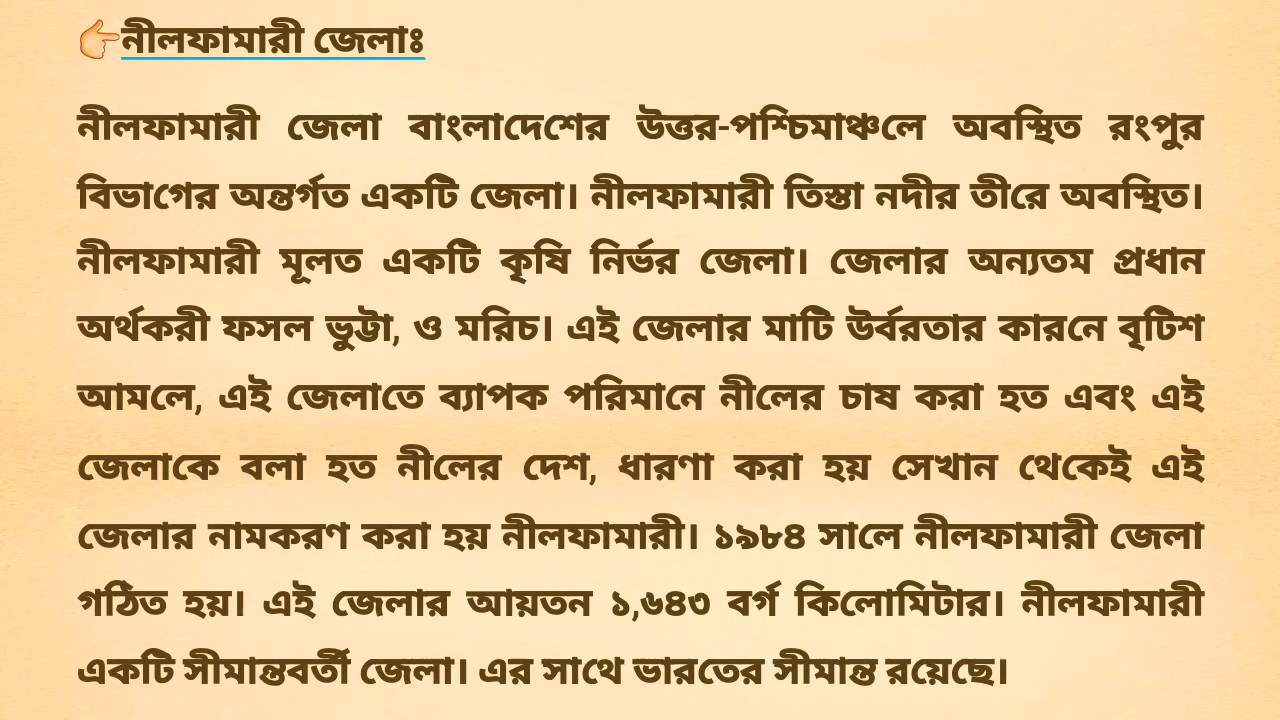 👉নীলফামারী জেলাঃ
নীলফামারী জেলা বাংলাদেশের উত্তর-পশ্চিমাঞ্চলে অবস্থিত রংপুর
বিভাগের অন্তর্গত একটি জেলা। নীলফামারী তিস্তা নদীর তীরে অবস্থিত।
নীলফামারী মূলত একটি কৃষি নির্ভর জেলা। জেলার অন্যতম প্রধান
অর্থকরী ফসল ভুট্টা, ও মরিচ। এই জেলার মাটি উর্বরতার কারনে বৃটিশ
আমলে, এই জেলাতে ব্যাপক পরিমানে নীলের চাষ করা হত এবং এই
জেলাকে বলা হত নীলের দেশ, ধারণা করা হয় সেখান থেকেই এই
জেলার নামকরণ করা হয় নীলফামারী। ১৯৮৪ সালে নীলফামারী জেলা
গঠিত হয়। এই জেলার আয়তন ১,৬৪৩ বর্গ কিলোমিটার। নীলফামারী
একটি সীমান্তবর্তী জেলা। এর সাথে ভারতের সীমান্ত রয়েছে।